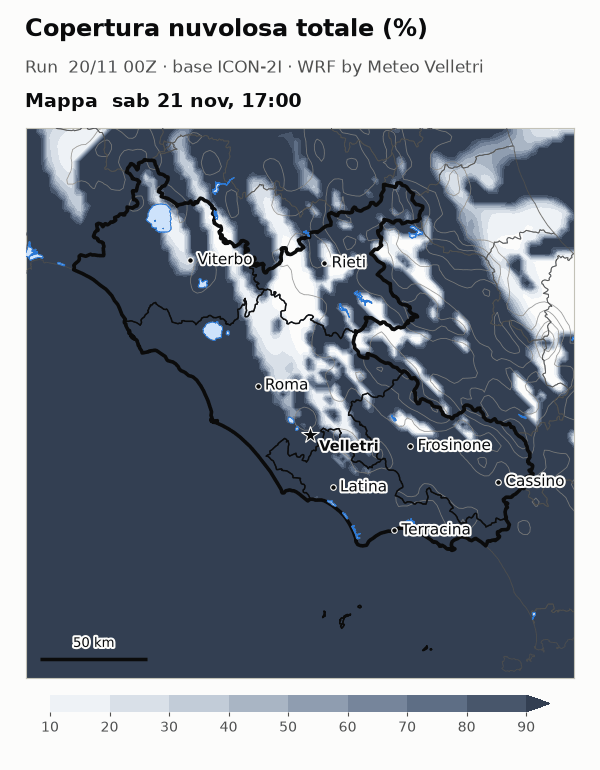 Copertura nuvolosa totale (%)
Run  20/11 00Z · base ICON-2I · WRF by Meteo Velletri
Mappa  sab 21 nov, 17:00
Viterbo
Rieti
Roma
Velletri
Frosinone
Latina
Cassino
Terracina
50 km
10 20 30 40 50 60 70 80 90